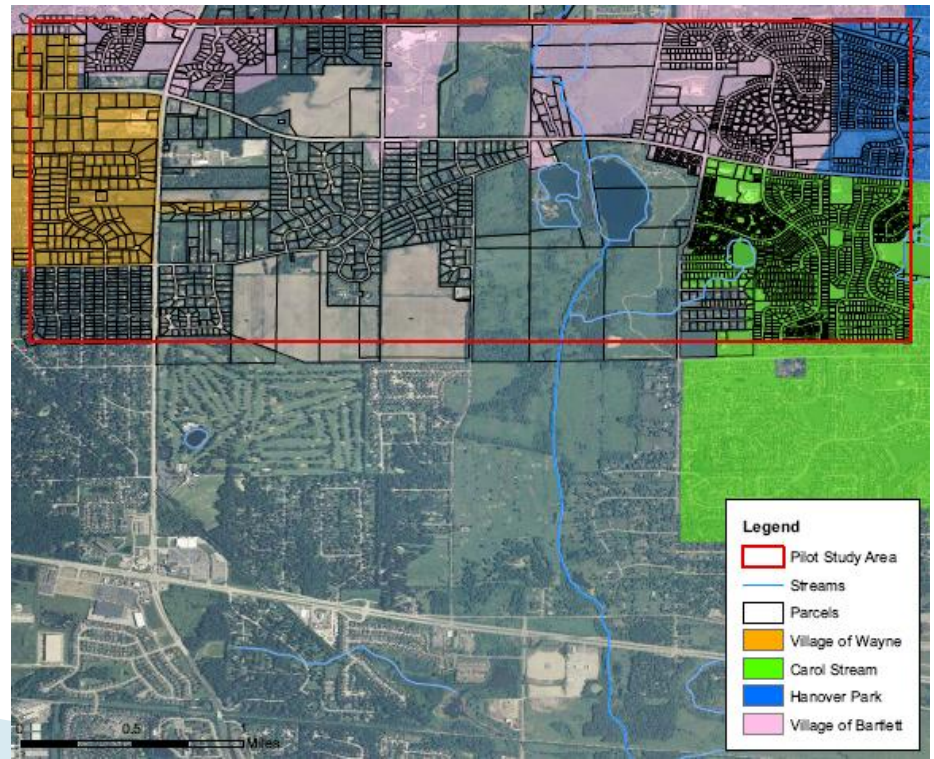 Legend
Pilot Study Area
Streams
Parcels
Village of Wayne
Carol Stream
Hanover Park
Village of Bartlett
0 0.5 1
Miles